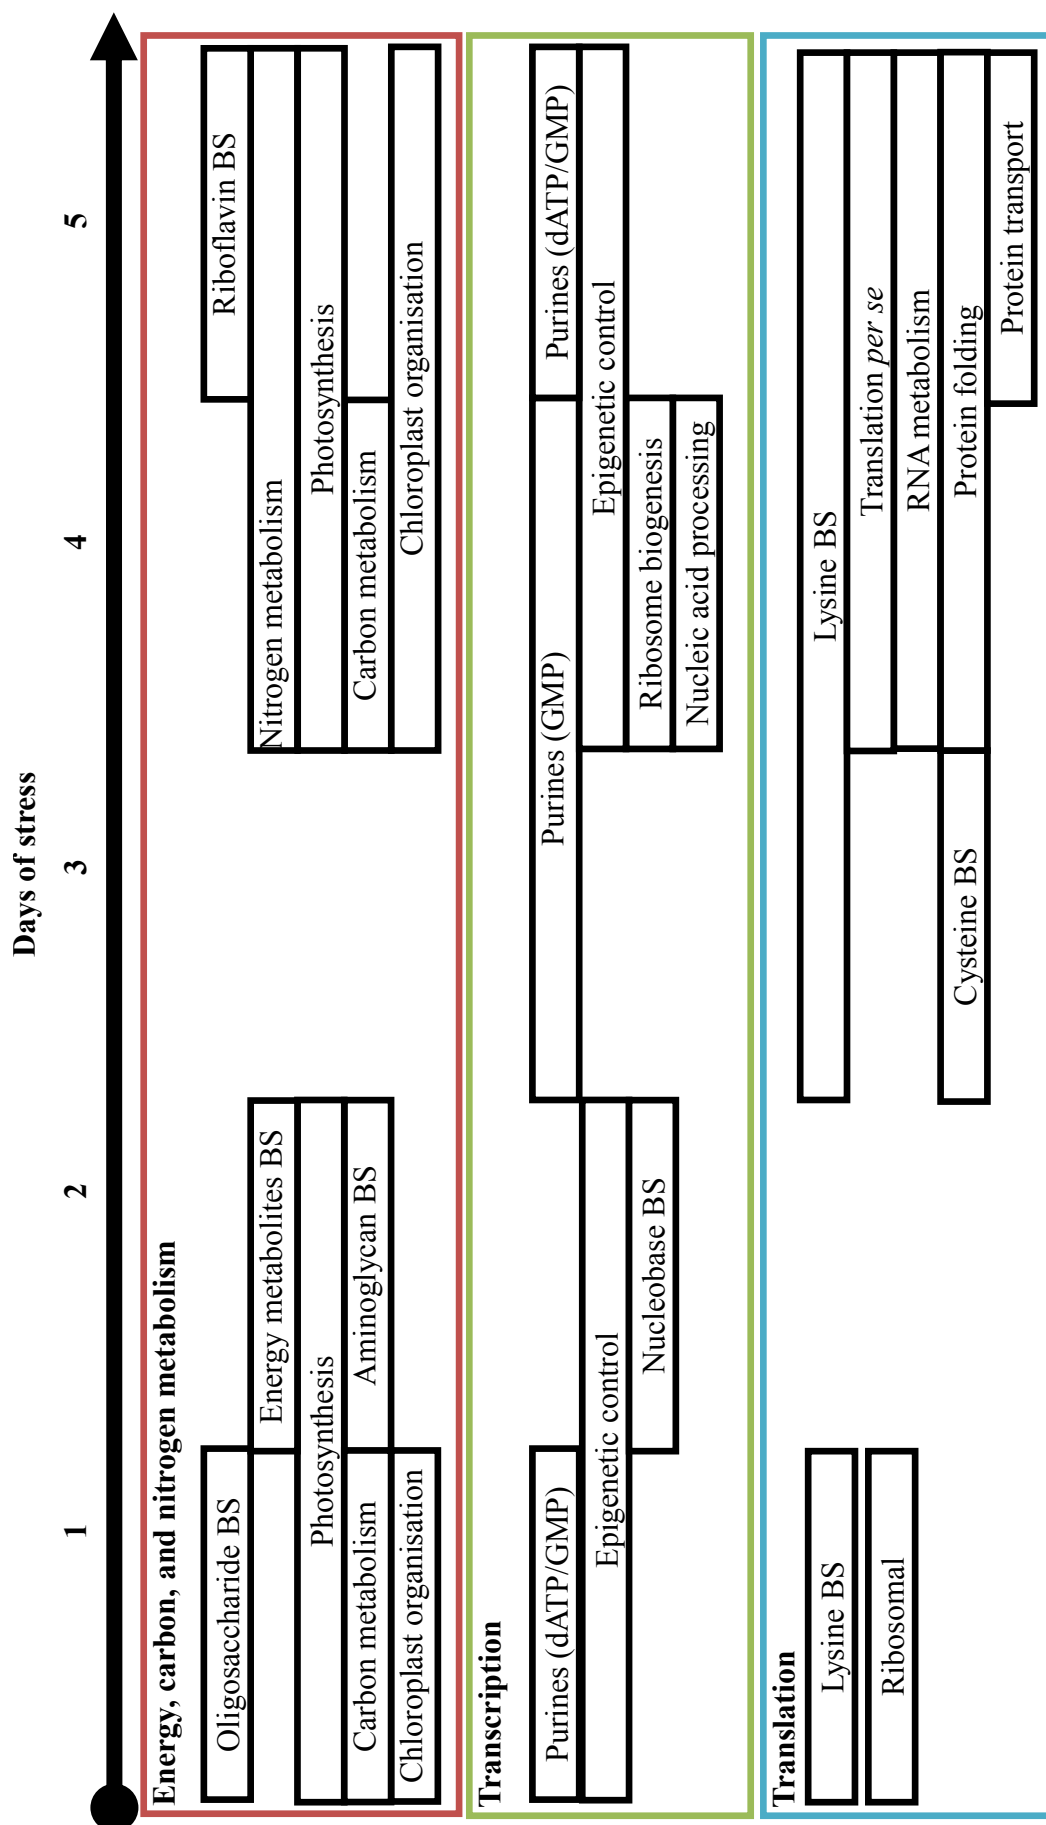 Days of stress
1
2
3
4
5
Energy, carbon, and nitrogen metabolism
Oligosaccharide BS
Riboflavin BS
Energy metabolites BS
Nitrogen metabolism
Photosynthesis
Photosynthesis
Carbon metabolism
Aminoglycan BS
Carbon metabolism
Chloroplast organisation
Chloroplast organisation
Transcription
Purines (dATP/GMP)
Purines (GMP)
Purines (dATP/GMP)
Epigenetic control
Epigenetic control
Nucleobase BS
Ribosome biogenesis
Nucleic acid processing
Translation
Lysine BS
Lysine BS
Ribosomal
Translation per se
RNA metabolism
Cysteine BS
Protein folding
Protein transport